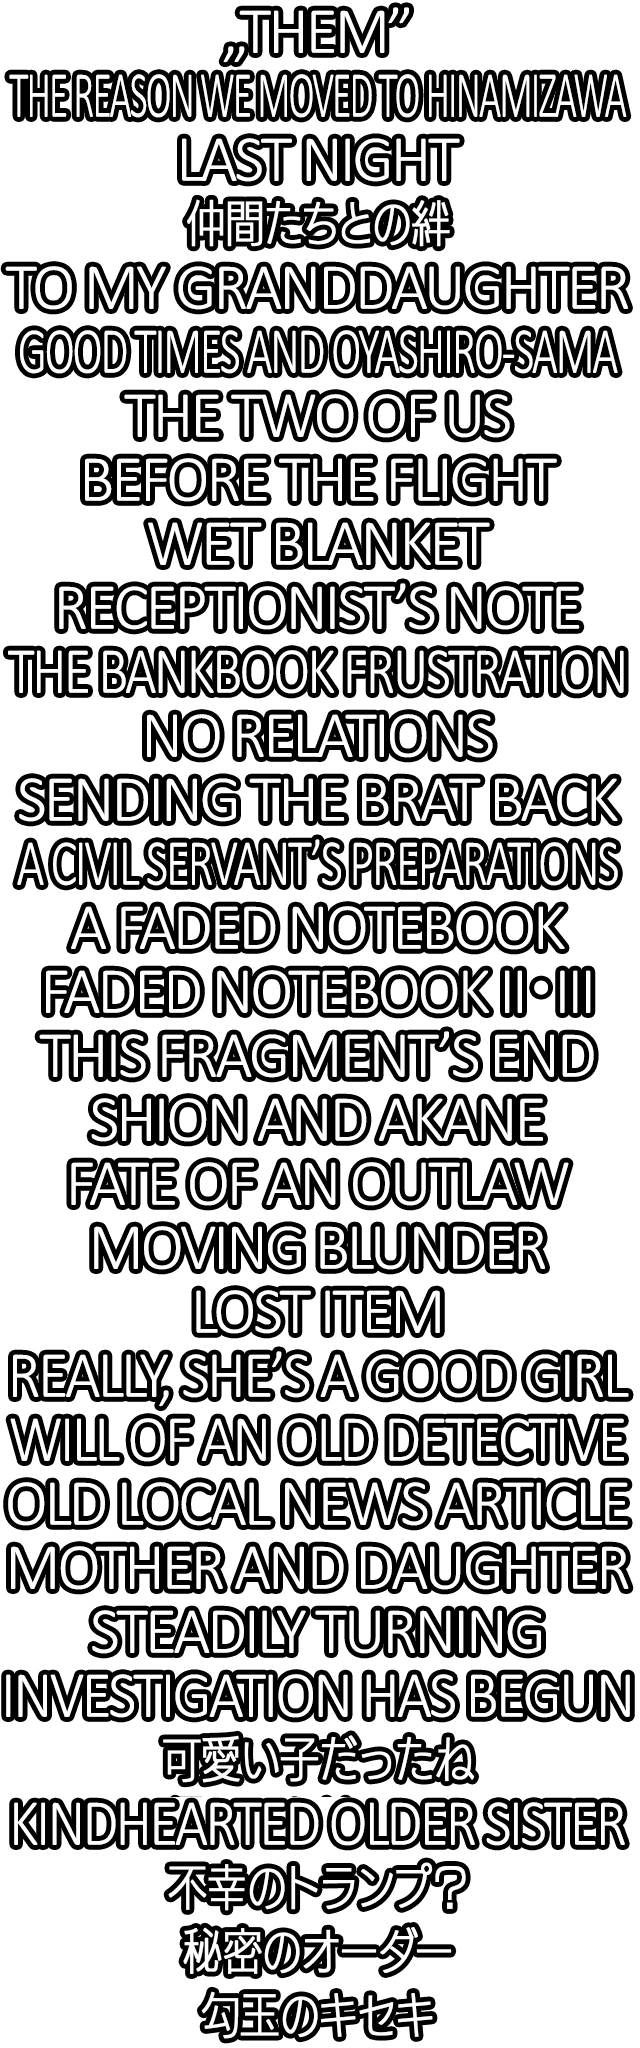 „THEM”
THE REASON WE MOVED TO HINAMIZAWA
LAST NIGHT
仲間たちとの絆
TO MY GRANDDAUGHTER
GOOD TIMES AND OYASHIRO-SAMA
THE TWO OF US
BEFORE THE FLIGHT
WET BLANKET
RECEPTIONIST’S NOTE
THE BANKBOOK FRUSTRATION
NO RELATIONS
SENDING THE BRAT BACK
A CIVIL SERVANT’S PREPARATIONS
A FADED NOTEBOOK
FADED NOTEBOOK II•III
THIS FRAGMENT’S END
SHION AND AKANE
FATE OF AN OUTLAW
MOVING BLUNDER
LOST ITEM
REALLY, SHE’S A GOOD GIRL
WILL OF AN OLD DETECTIVE
OLD LOCAL NEWS ARTICLE
MOTHER AND DAUGHTER
STEADILY TURNING
INVESTIGATION HAS BEGUN
可愛い子だったね
KINDHEARTED OLDER SISTER
不幸のトランプ？
秘密のオーダー
勾玉のキセキ